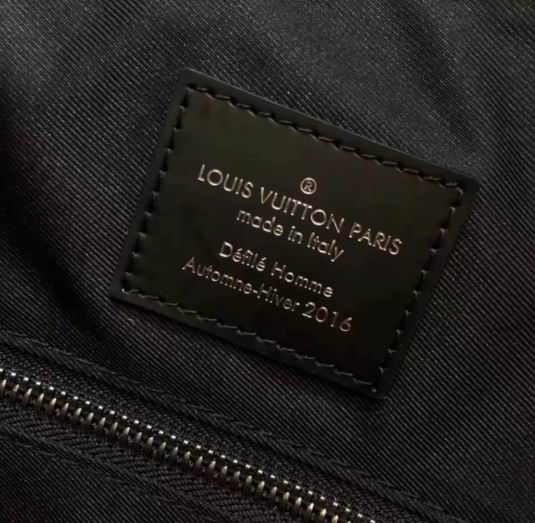 ®
LOUIS VUITTON PARIS
made in Italy
Défilé Homme
Automne-Hiver 2016